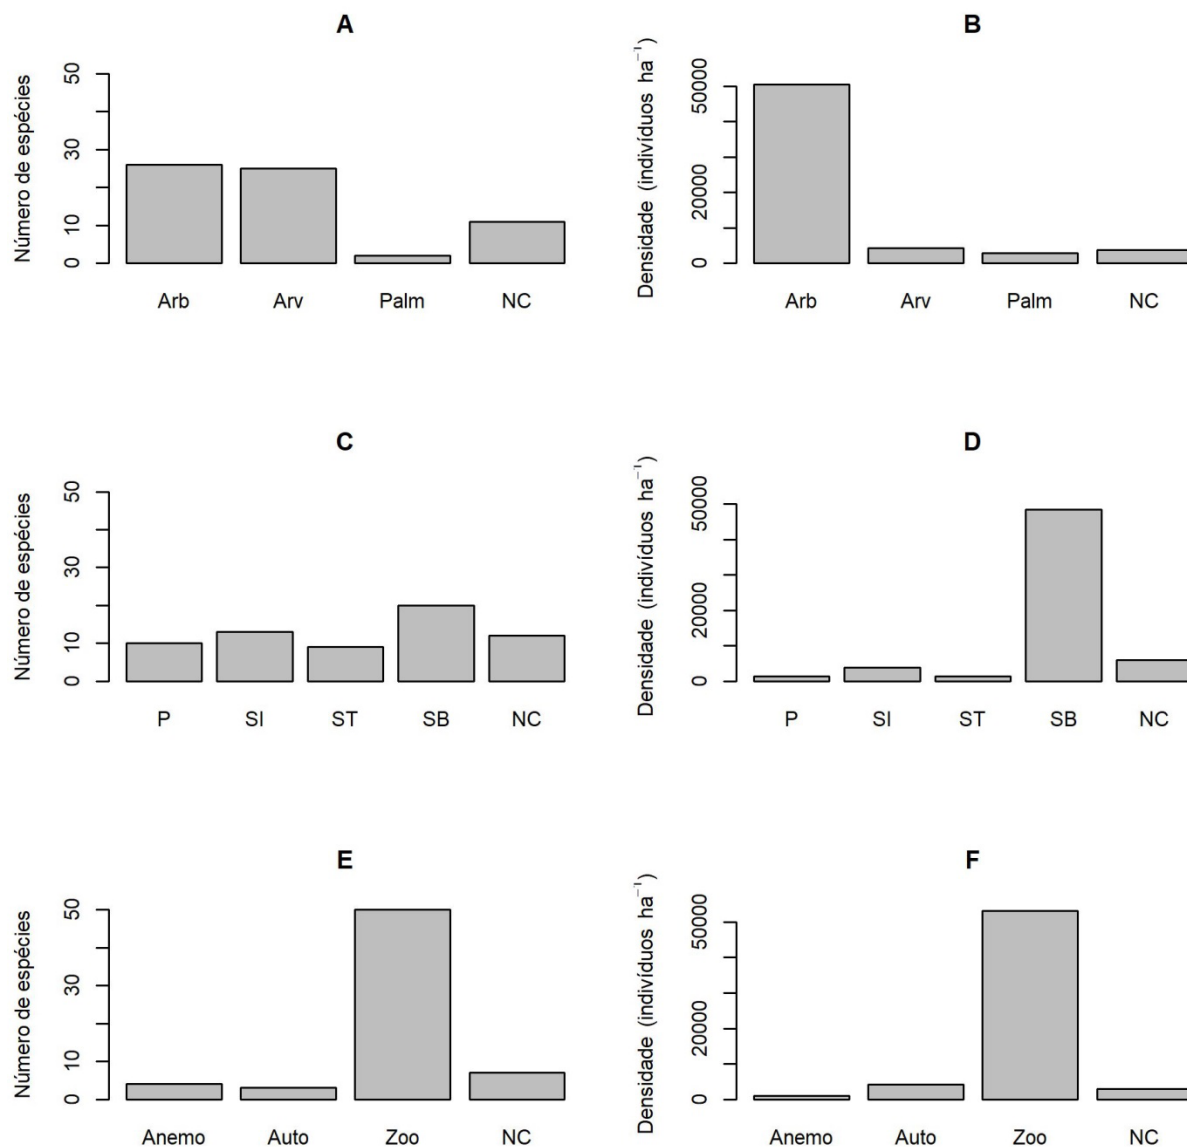 A
Número de espécies
50
30
10
0
Arb Arv Palm NC
B
Densidade (indivíduos ha⁻¹)
50000
20000
0
Arb Arv Palm NC
C
Número de espécies
50
30
10
0
P SI ST SB NC
D
Densidade (indivíduos ha⁻¹)
50000
20000
0
P SI ST SB NC
E
Número de espécies
50
30
10
0
Anemo Auto Zoo NC
F
Densidade (indivíduos ha⁻¹)
50000
20000
0
Anemo Auto Zoo NC